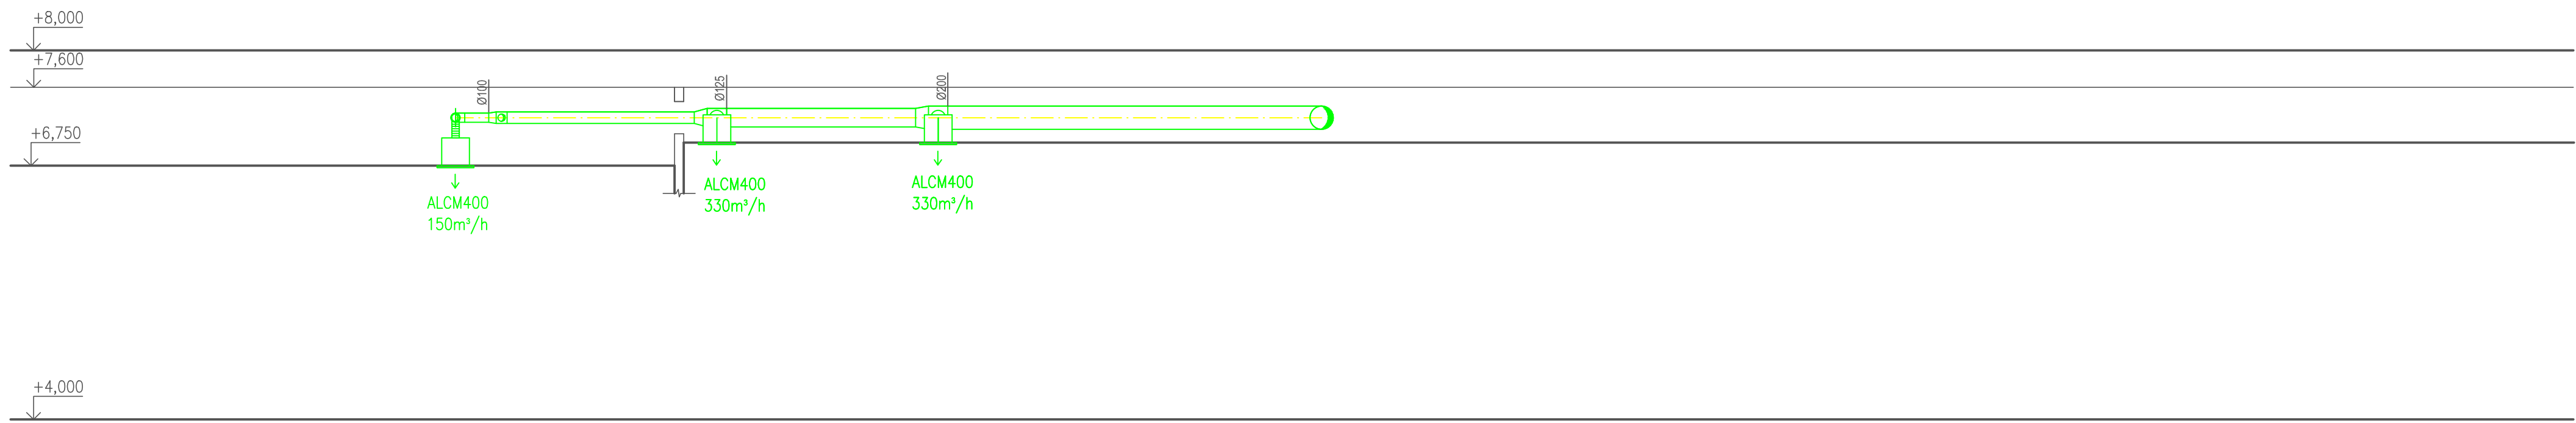 +8,000
+7,600
Ø100
Ø125
Ø200
+6,750
ALCM400
150m³/h
ALCM400
330m³/h
ALCM400
330m³/h
+4,000